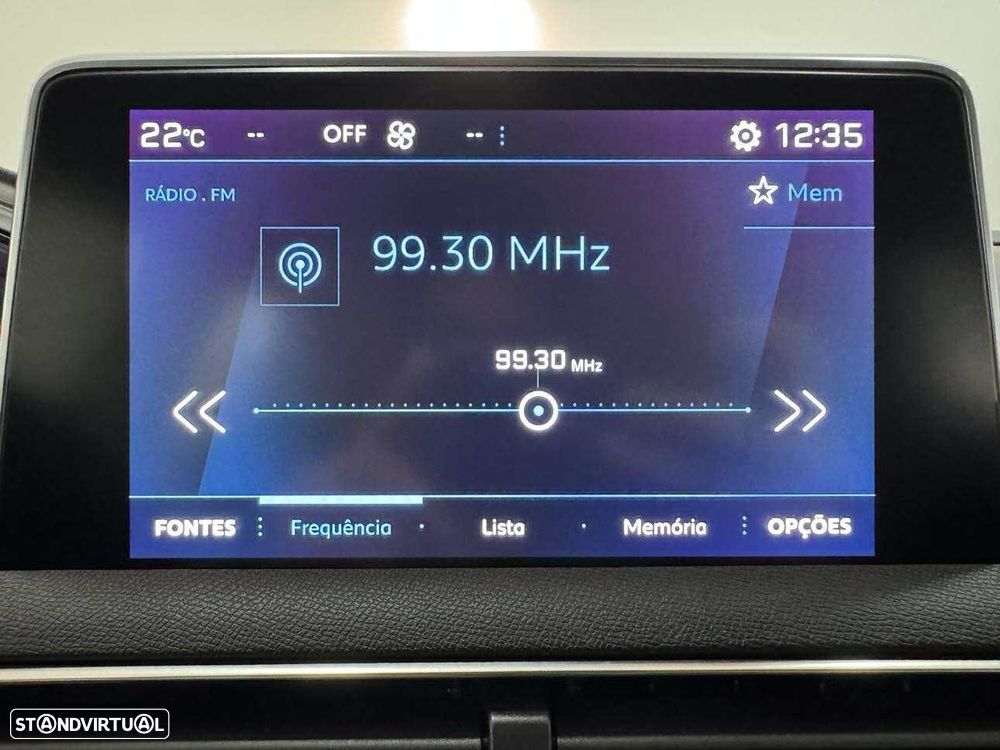 22°C -- OFF -- 12:35
RÁDIO . FM
Mem
99.30 MHz
99.30 MHz
FONTES Frequência Lista Memória OPÇÕES
STANDVIRTUAL